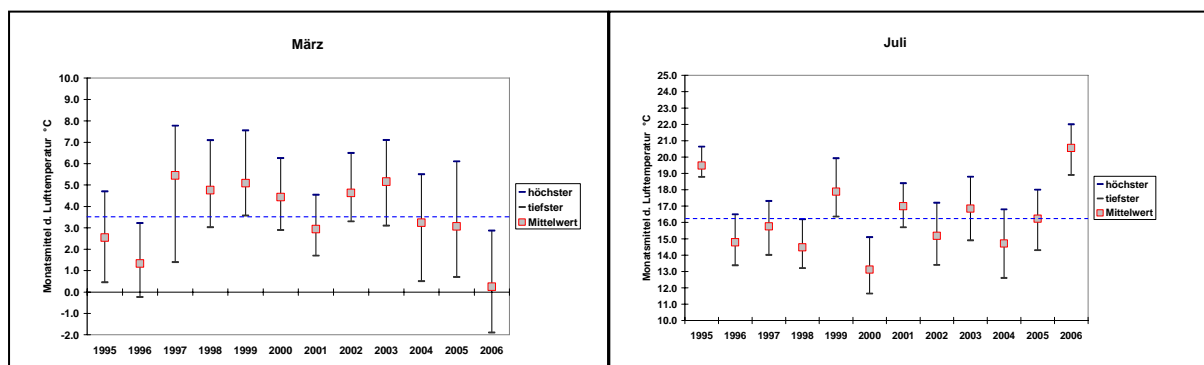 März
Monatsmittel d. Lufttemperatur °C
10.0
9.0
8.0
7.0
6.0
5.0
4.0
3.0
2.0
1.0
0.0
-1.0
-2.0
1995 1996 1997 1998 1999 2000 2001 2002 2003 2004 2005 2006
höchster
tiefster
Mittelwert
Juli
Monatsmittel d. Lufttemperatur °C
25.0
24.0
23.0
22.0
21.0
20.0
19.0
18.0
17.0
16.0
15.0
14.0
13.0
12.0
11.0
10.0
1995 1996 1997 1998 1999 2000 2001 2002 2003 2004 2005 2006
höchster
tiefster
Mittelwert